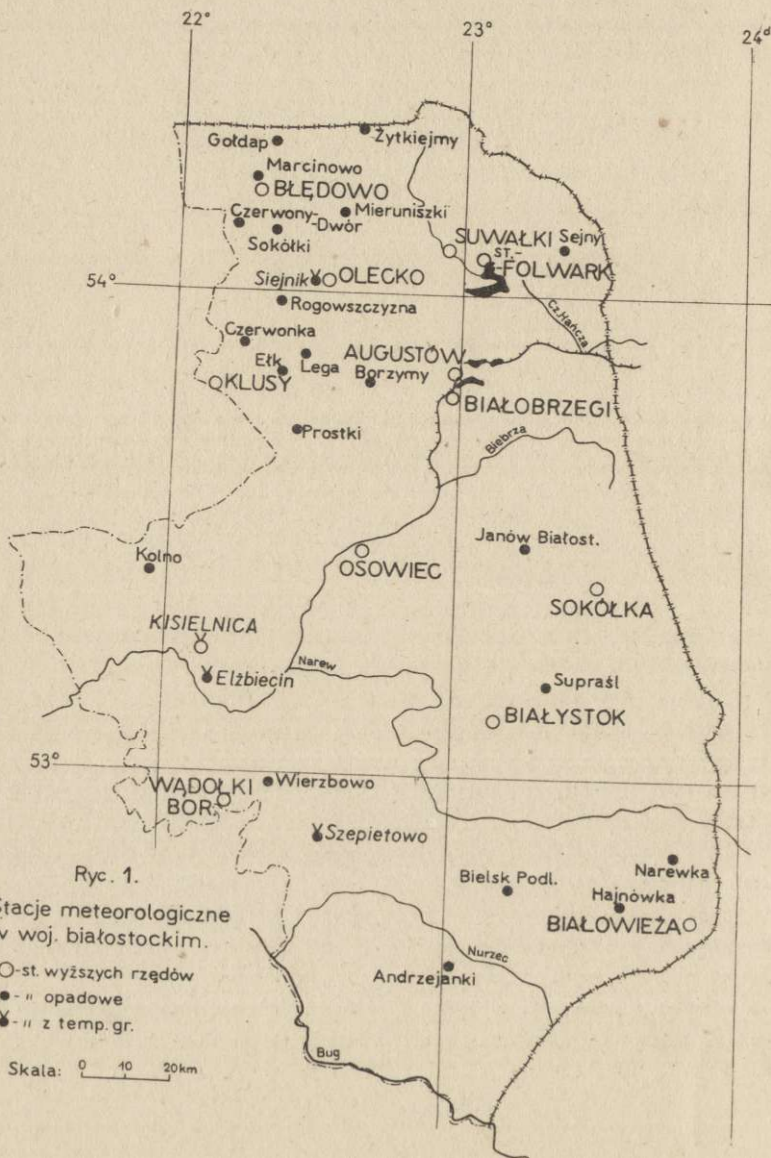 22°
23°
24°
Gołdap
Żytkiejmy
Marcinowo
BŁĘDOWO
Czerwony-
-Dwór
Mieruniszki
Sokółki
SUWAŁKI
Sejny
ST.-
-FOLWARK
Siejnik
OLECKO
54°
Rogowszczyzna
Cz. Hańcza
Czerwonka
Ełk
Lega
AUGUSTÓW
Borzymy
KLUSY
BIAŁOBRZEGI
Prostki
Biebrza
Kolno
OSOWIEC
Janów Białost.
SOKÓŁKA
KISIELNICA
Elżbiecin
Narew
Supraśl
BIAŁYSTOK
53°
WĄDOŁKI
BÓR.
Wierzbowo
Szepietowo
Bielsk Podl.
Narewka
Hajnówka
BIAŁOWIEŻA
Nurzec
Andrzejanki
Bug
Ryc. 1.
Stacje meteorologiczne
w woj. białostockim.
-st. wyższych rzędów
- " opadowe
- " z temp. gr.
Skala: 0 10 20km